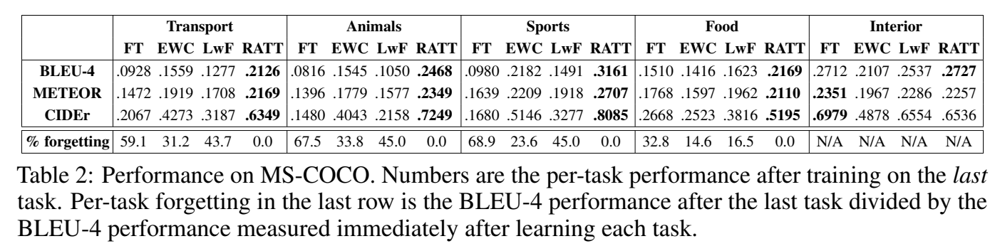 Transport Animals Sports Food Interior
FT EWC LwF RATT FT EWC LwF RATT FT EWC LwF RATT FT EWC LwF RATT FT EWC LwF RATT
BLEU-4 .0928 .1559 .1277 .2126 .0816 .1545 .1050 .2468 .0980 .2182 .1491 .3161 .1510 .1416 .1623 .2169 .2712 .2107 .2537 .2727
METEOR .1472 .1919 .1708 .2169 .1396 .1779 .1577 .2349 .1639 .2209 .1918 .2707 .1768 .1597 .1962 .2110 .2351 .1967 .2286 .2257
CIDEr .2067 .4273 .3187 .6349 .1480 .4043 .2158 .7249 .1680 .5146 .3277 .8085 .2668 .2523 .3816 .5195 .6979 .4878 .6554 .6536
% forgetting 59.1 31.2 43.7 0.0 67.5 33.8 45.0 0.0 68.9 23.6 45.0 0.0 32.8 14.6 16.5 0.0 N/A N/A N/A N/A
Table 2: Performance on MS-COCO. Numbers are the per-task performance after training on the last
task. Per-task forgetting in the last row is the BLEU-4 performance after the last task divided by the
BLEU-4 performance measured immediately after learning each task.